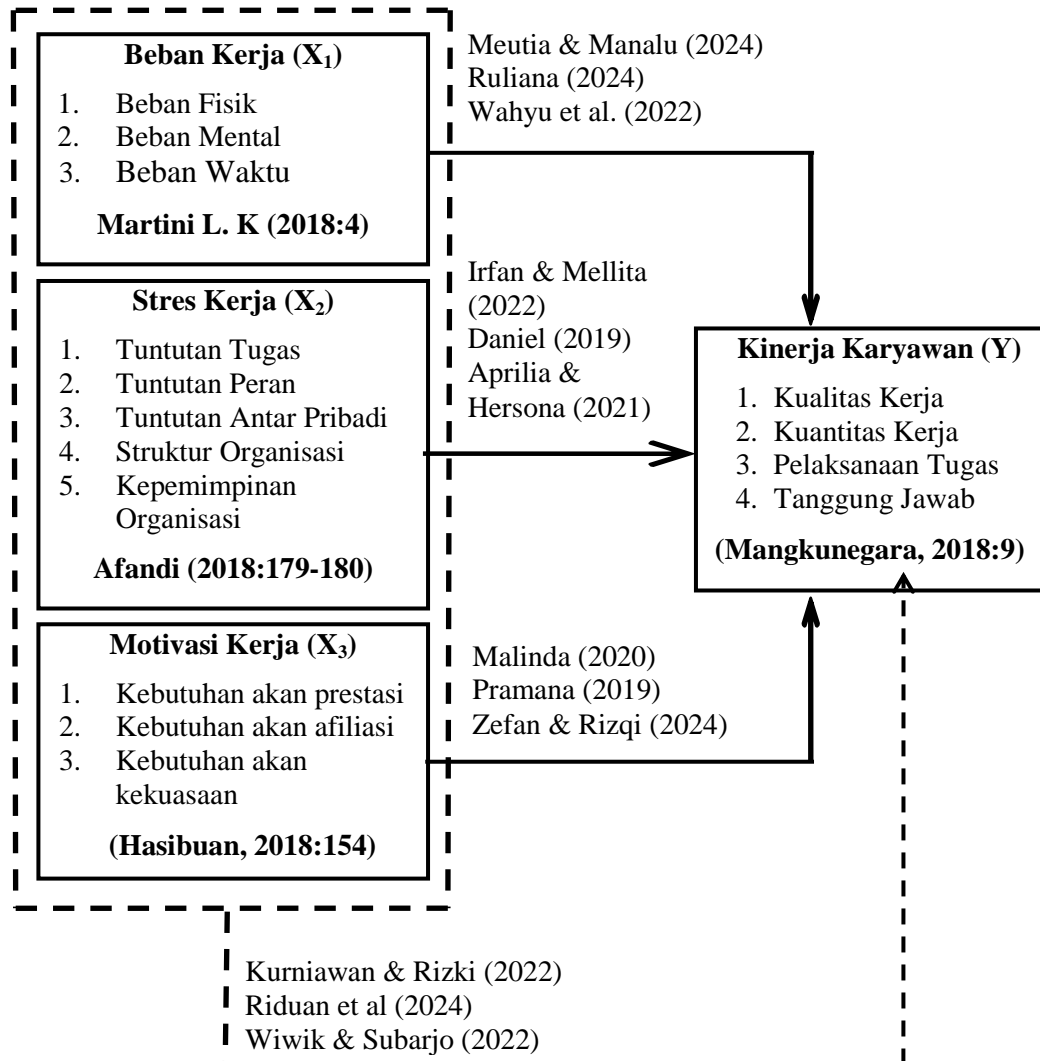 Beban Kerja (X₁)
1. Beban Fisik
2. Beban Mental
3. Beban Waktu
Martini L. K (2018:4)
Meutia & Manalu (2024)
Ruliana (2024)
Wahyu et al. (2022)
Stres Kerja (X₂)
1. Tuntutan Tugas
2. Tuntutan Peran
3. Tuntutan Antar Pribadi
4. Struktur Organisasi
5. Kepemimpinan
Organisasi
Afandi (2018:179-180)
Irfan & Mellita
(2022)
Daniel (2019)
Aprilia &
Hersona (2021)
Kinerja Karyawan (Y)
1. Kualitas Kerja
2. Kuantitas Kerja
3. Pelaksanaan Tugas
4. Tanggung Jawab
(Mangkunegara, 2018:9)
Motivasi Kerja (X₃)
1. Kebutuhan akan prestasi
2. Kebutuhan akan afiliasi
3. Kebutuhan akan
kekuasaan
(Hasibuan, 2018:154)
Malinda (2020)
Pramana (2019)
Zefan & Rizqi (2024)
Kurniawan & Rizki (2022)
Riduan et al (2024)
Wiwik & Subarjo (2022)